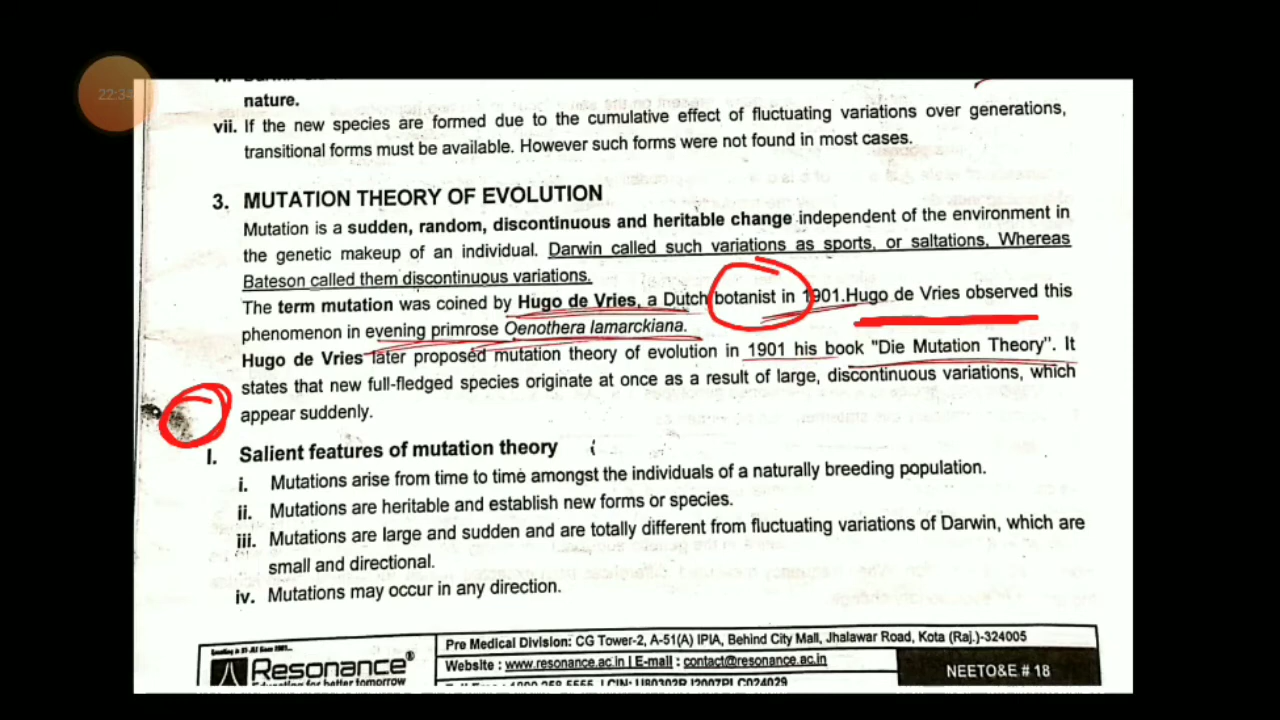 22:34
nature.
vii. If the new species are formed due to the cumulative effect of fluctuating variations over generations,
transitional forms must be available. However such forms were not found in most cases.
3. MUTATION THEORY OF EVOLUTION
Mutation is a sudden, random, discontinuous and heritable change independent of the environment in
the genetic makeup of an individual. Darwin called such variations as sports, or saltations, Whereas
Bateson called them discontinuous variations.
The term mutation was coined by Hugo de Vries, a Dutch botanist in 1901.Hugo de Vries observed this
phenomenon in evening primrose Oenothera lamarckiana.
Hugo de Vries later proposed mutation theory of evolution in 1901 his book "Die Mutation Theory". It
states that new full-fledged species originate at once as a result of large, discontinuous variations, which
appear suddenly.
I. Salient features of mutation theory
i. Mutations arise from time to time amongst the individuals of a naturally breeding population.
ii. Mutations are heritable and establish new forms or species.
iii. Mutations are large and sudden and are totally different from fluctuating variations of Darwin, which are
small and directional.
iv. Mutations may occur in any direction.
Resonance®
Education for better tomorrow
Pre Medical Division: CG Tower-2, A-51(A) IPIA, Behind City Mall, Jhalawar Road, Kota (Raj.)-324005
Website : www.resonance.ac.in | E-mail : contact@resonance.ac.in
NEETO&E # 18